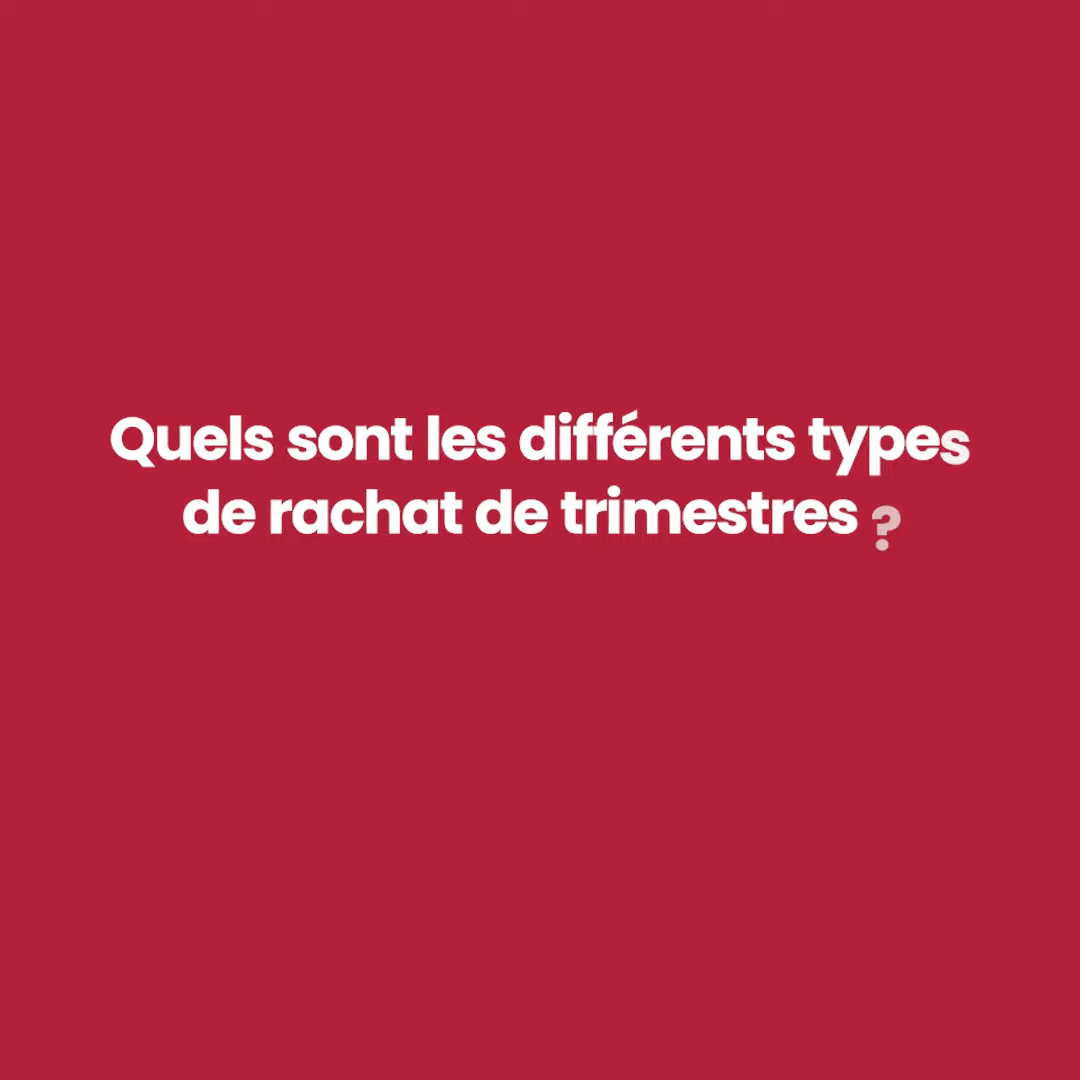 Quels sont les différents types
de rachat de trimestres ?